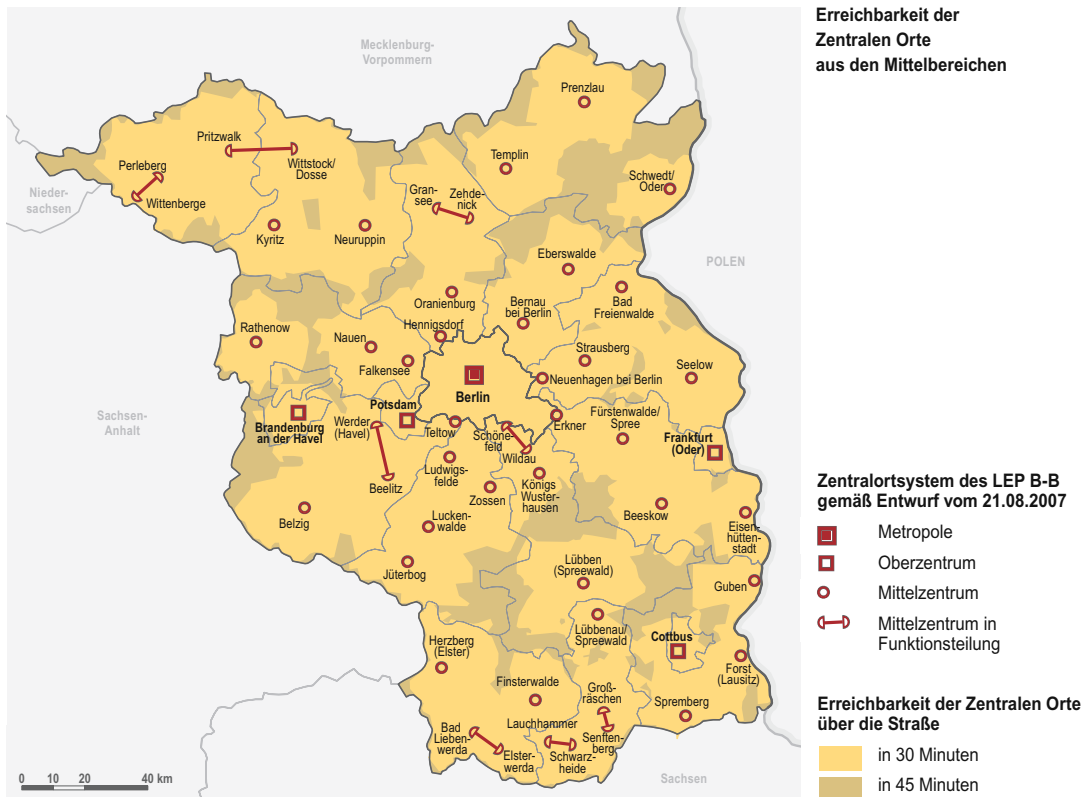 Erreichbarkeit der
Zentralen Orte
aus den Mittelbereichen
Mecklenburg-
Vorpommern
Prenzlau
Pritzwalk
Wittstock/
Dosse
Templin
Perleberg
Wittenberge
Gran-
see
Zehde-
nick
Schwedt/
Oder
Nieder-
sachsen
Kyritz
Neuruppin
Eberswalde
POLEN
Oranienburg
Bernau
bei Berlin
Bad
Freienwalde
Rathenow
Nauen
Hennigsdorf
Falkensee
Strausberg
Seelow
Neuenhagen bei Berlin
Berlin
Sachsen-
Anhalt
Brandenburg
an der Havel
Potsdam
Werder
(Havel)
Teltow
Schöne-
feld
Wildau
Erkner
Fürstenwalde/
Spree
Frankfurt
(Oder)
Ludwigs-
felde
Beelitz
Zossen
Königs
Wuster-
hausen
Belzig
Lucken-
walde
Beeskow
Eisen-
hütten-
stadt
Jüterbog
Lübben
(Spreewald)
Guben
Lübbenau/
Spreewald
Cottbus
Herzberg
(Elster)
Forst
(Lausitz)
Finsterwalde
Groß-
räschen
Spremberg
Bad
Lieben-
werda
Lauchhammer
Elster-
werda
Schwarz-
heide
Senften-
berg
Sachsen
0 10 20 40 km
Zentralortsystem des LEP B-B
gemäß Entwurf vom 21.08.2007
Metropole
Oberzentrum
Mittelzentrum
Mittelzentrum in
Funktionsteilung
Erreichbarkeit der Zentralen Orte
über die Straße
in 30 Minuten
in 45 Minuten